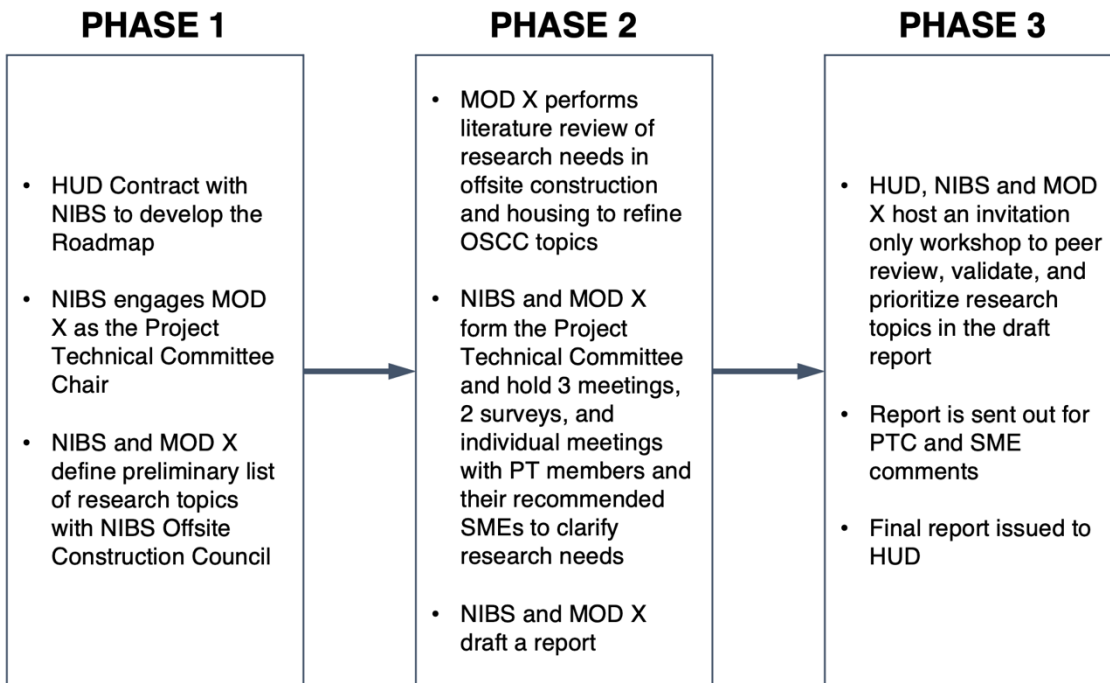 PHASE 1
• HUD Contract with
NIBS to develop the
Roadmap
• NIBS engages MOD
X as the Project
Technical Committee
Chair
• NIBS and MOD X
define preliminary list
of research topics
with NIBS Offsite
Construction Council
PHASE 2
• MOD X performs
literature review of
research needs in
offsite construction
and housing to refine
OSCC topics
• NIBS and MOD X
form the Project
Technical Committee
and hold 3 meetings,
2 surveys, and
individual meetings
with PT members and
their recommended
SMEs to clarify
research needs
• NIBS and MOD X
draft a report
PHASE 3
• HUD, NIBS and MOD
X host an invitation
only workshop to peer
review, validate, and
prioritize research
topics in the draft
report
• Report is sent out for
PTC and SME
comments
• Final report issued to
HUD